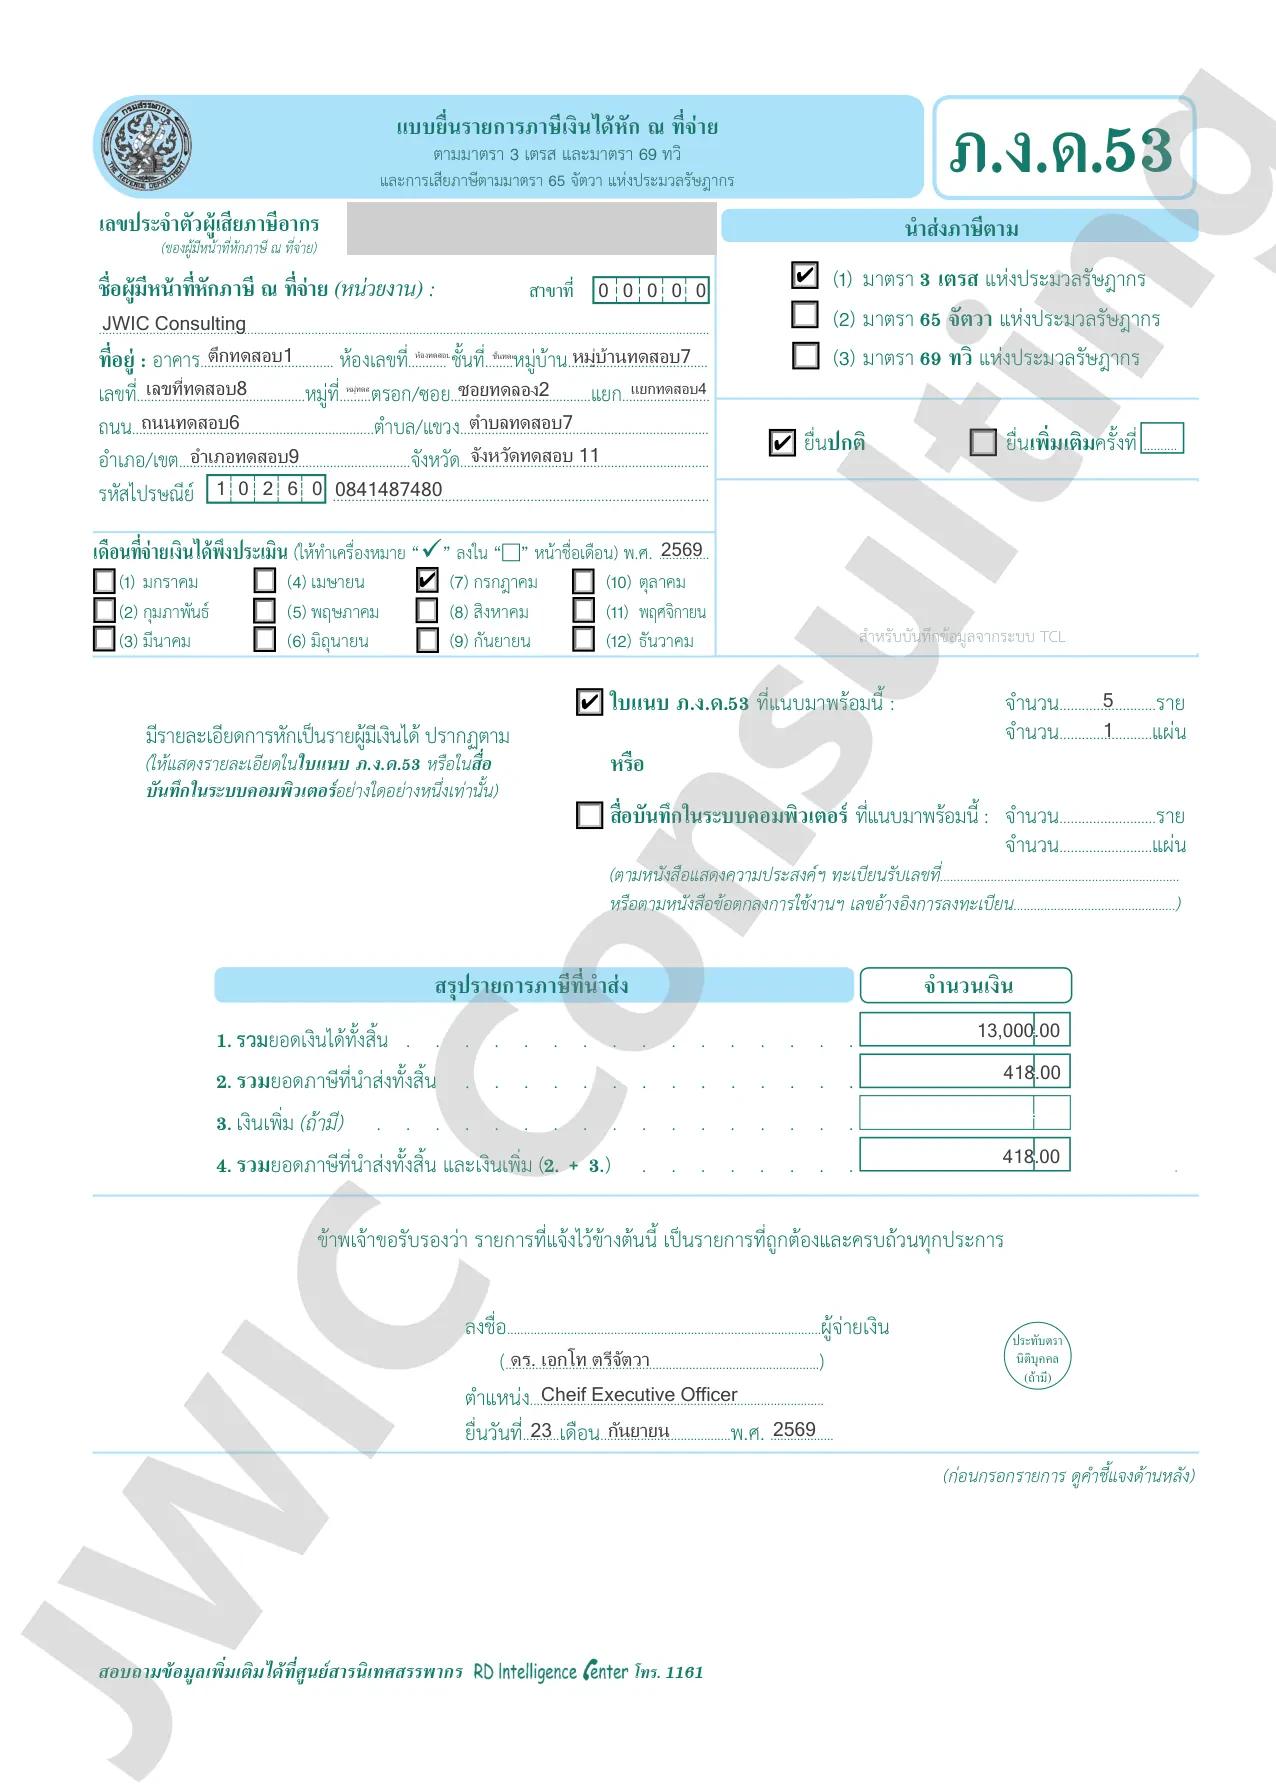 แบบยื่นรายการภาษีเงินได้หัก ณ ที่จ่าย
ตามมาตรา 3 เตรส และมาตรา 69 ทวิ
และการเสียภาษีตามมาตรา 65 จัตวา แห่งประมวลรัษฎากร
ภ.ง.ด.53
กรมสรรพากร
THE REVENUE DEPARTMENT
เลขประจำตัวผู้เสียภาษีอากร
(ของผู้มีหน้าที่หักภาษี ณ ที่จ่าย)
ชื่อผู้มีหน้าที่หักภาษี ณ ที่จ่าย (หน่วยงาน) : สาขาที่ 0 0 0 0 0
JWIC Consulting
ที่อยู่ : อาคาร ตึกทดสอบ1 ห้องเลขที่ ห้องทดสอบ ชั้นที่ หมู่บ้าน หมู่บ้านทดสอบ7
เลขที่ เลขที่ทดสอบ8 หมู่ที่ ตรอก/ซอย ซอยทดลอง2 แยก แยกทดสอบ4
ถนน ถนนทดสอบ6 ตำบล/แขวง ตำบลทดสอบ7
อำเภอ/เขต อำเภอทดสอบ9 จังหวัด จังหวัดทดสอบ 11
รหัสไปรษณีย์ 1 0 2 6 0 0841487480
นำส่งภาษีตาม
✔ (1) มาตรา 3 เตรส แห่งประมวลรัษฎากร
(2) มาตรา 65 จัตวา แห่งประมวลรัษฎากร
(3) มาตรา 69 ทวิ แห่งประมวลรัษฎากร
✔ ยื่นปกติ ยื่นเพิ่มเติมครั้งที่
เดือนที่จ่ายเงินได้พึงประเมิน (ให้ทำเครื่องหมาย “✓” ลงใน “□” หน้าชื่อเดือน) พ.ศ. 2569
(1) มกราคม (4) เมษายน ✔ (7) กรกฎาคม (10) ตุลาคม
(2) กุมภาพันธ์ (5) พฤษภาคม (8) สิงหาคม (11) พฤศจิกายน
(3) มีนาคม (6) มิถุนายน (9) กันยายน (12) ธันวาคม
สำหรับบันทึกข้อมูลจากระบบ TCL
มีรายละเอียดการหักเป็นรายผู้มีเงินได้ ปรากฏตาม
(ให้แสดงรายละเอียดในใบแนบ ภ.ง.ด.53 หรือในสื่อ
บันทึกในระบบคอมพิวเตอร์อย่างใดอย่างหนึ่งเท่านั้น)
✔ ใบแนบ ภ.ง.ด.53 ที่แนบมาพร้อมนี้ : จำนวน 5 ราย
จำนวน 1 แผ่น
หรือ
สื่อบันทึกในระบบคอมพิวเตอร์ ที่แนบมาพร้อมนี้ : จำนวน ราย
จำนวน แผ่น
(ตามหนังสือแสดงความประสงค์ฯ ทะเบียนรับเลขที่
หรือตามหนังสือข้อตกลงการใช้งานฯ เลขอ้างอิงการลงทะเบียน )
สรุปรายการภาษีที่นำส่ง จำนวนเงิน
1. รวมยอดเงินได้ทั้งสิ้น 13,000.00
2. รวมยอดภาษีที่นำส่งทั้งสิ้น 418.00
3. เงินเพิ่ม (ถ้ามี)
4. รวมยอดภาษีที่นำส่งทั้งสิ้น และเงินเพิ่ม (2. + 3.) 418.00
ข้าพเจ้าขอรับรองว่า รายการที่แจ้งไว้ข้างต้นนี้ เป็นรายการที่ถูกต้องและครบถ้วนทุกประการ
ลงชื่อ ผู้จ่ายเงิน
( ดร. เอกโท ตรีจัตวา )
ตำแหน่ง Cheif Executive Officer
ยื่นวันที่ 23 เดือน กันยายน พ.ศ. 2569
ประทับตรา
นิติบุคคล
(ถ้ามี)
(ก่อนกรอกรายการ ดูคำชี้แจงด้านหลัง)
สอบถามข้อมูลเพิ่มเติมได้ที่ศูนย์สารนิเทศสรรพากร RD Intelligence Center โทร. 1161
JWIC Consulting